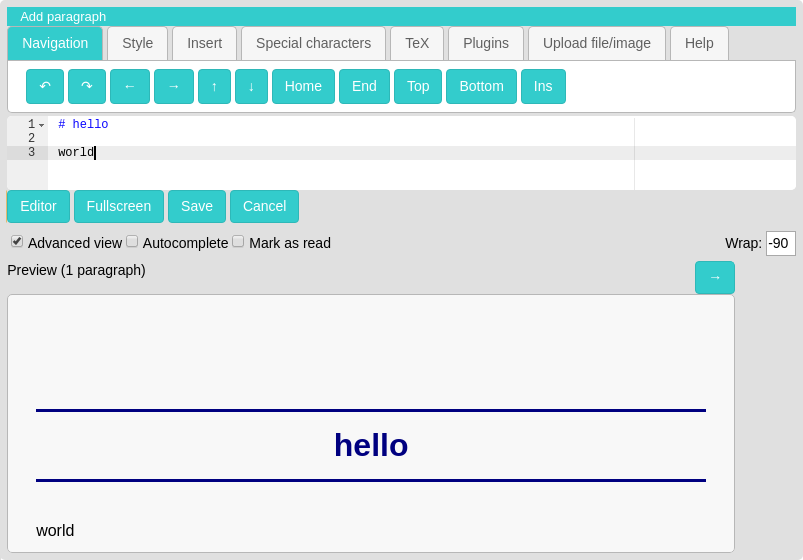 Add paragraph
Navigation Style Insert Special characters TeX Plugins Upload file/image Help
↶ ↷ ← → ↑ ↓ Home End Top Bottom Ins
1 # hello
2
3 world
Editor Fullscreen Save Cancel
Advanced view Autocomplete Mark as read Wrap: -90
Preview (1 paragraph) →
hello
world